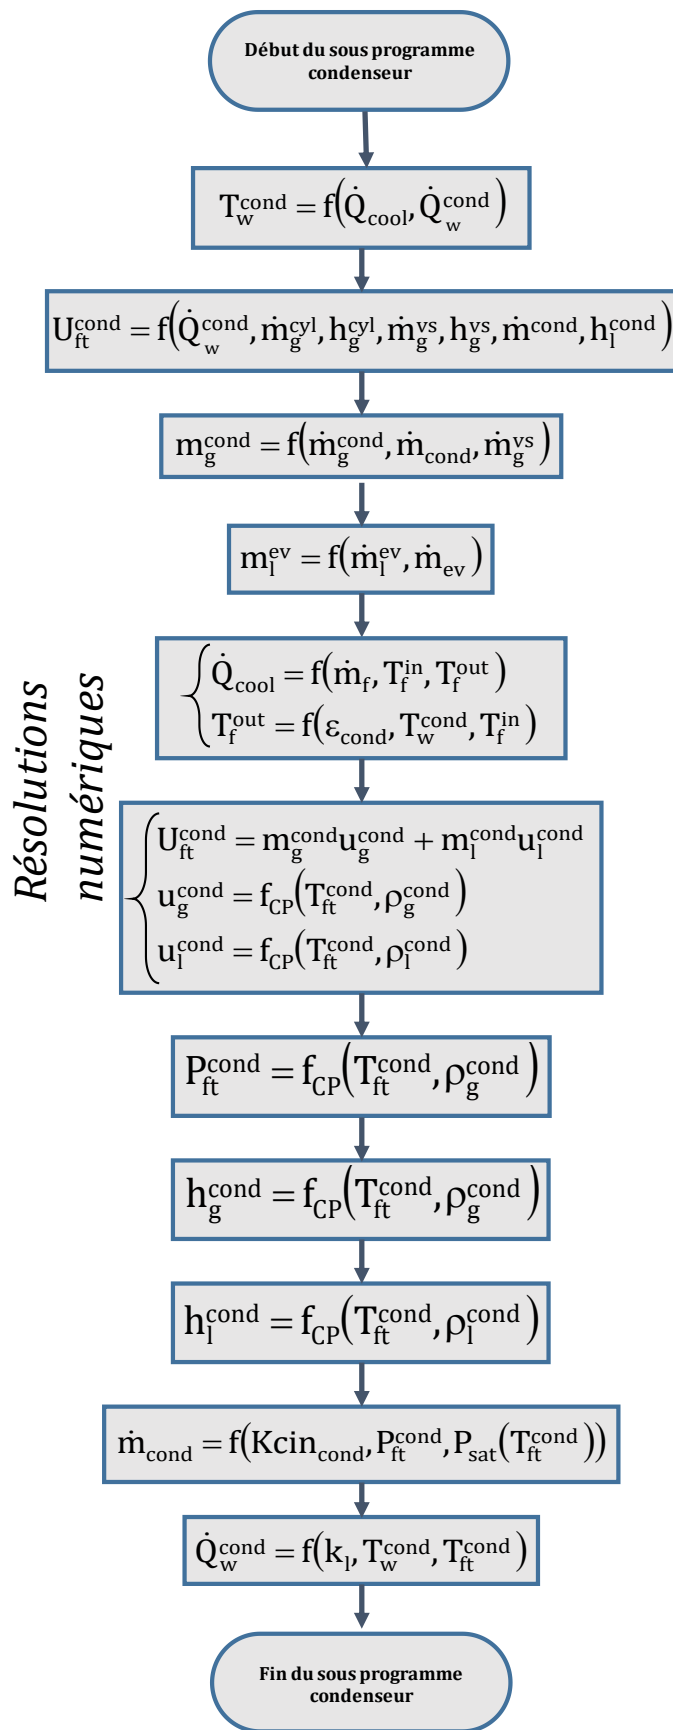 Début du sous programme
condenseur
T_w^cond = f(Q̇_cool, Q̇_w^cond)
U_ft^cond = f(Q̇_w^cond, ṁ_g^cyl, h_g^cyl, ṁ_g^vs, h_g^vs, ṁ^cond, h_l^cond)
m_g^cond = f(ṁ_g^cond, ṁ_cond, ṁ_g^vs)
m_l^ev = f(ṁ_l^ev, ṁ_ev)
Résolutions
numériques
Q̇_cool = f(ṁ_f, T_f^in, T_f^out)
T_f^out = f(ε_cond, T_w^cond, T_f^in)
U_ft^cond = m_g^cond u_g^cond + m_l^cond u_l^cond
u_g^cond = f_CP(T_ft^cond, ρ_g^cond)
u_l^cond = f_CP(T_ft^cond, ρ_l^cond)
P_ft^cond = f_CP(T_ft^cond, ρ_g^cond)
h_g^cond = f_CP(T_ft^cond, ρ_g^cond)
h_l^cond = f_CP(T_ft^cond, ρ_l^cond)
ṁ_cond = f(Kcin_cond, P_ft^cond, P_sat(T_ft^cond))
Q̇_w^cond = f(k_l, T_w^cond, T_ft^cond)
Fin du sous programme
condenseur